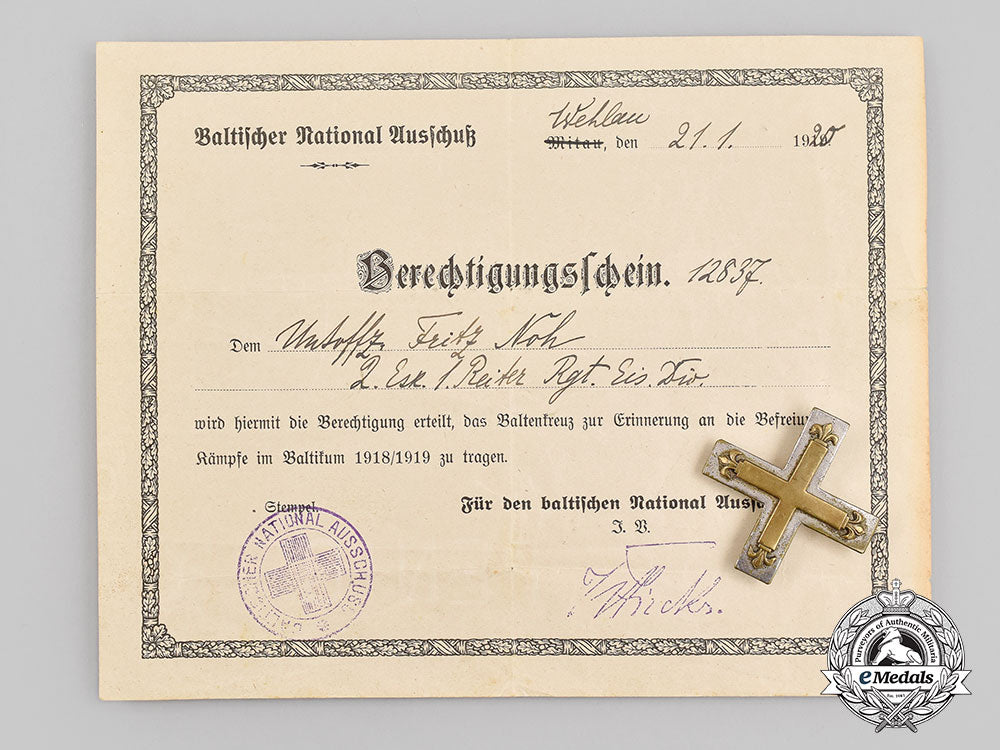 Wehlau
Baltischer National Ausschuß
Mitau, den 21. 1. 1920
Berechtigungsschein. 12837.
Dem Untoffz. Fritz Noh
2. Esk. 1. Reiter Rgt. Eis. Div.
wird hiermit die Berechtigung erteilt, das Baltenkreuz zur Erinnerung an die Befreiu
Kämpfe im Baltikum 1918/1919 zu tragen.
Stempel.
Für den baltischen National Aussch
J. V.
NATIONAL AUSSCHUSS
Purveyors of Authentic Militaria
eMedals